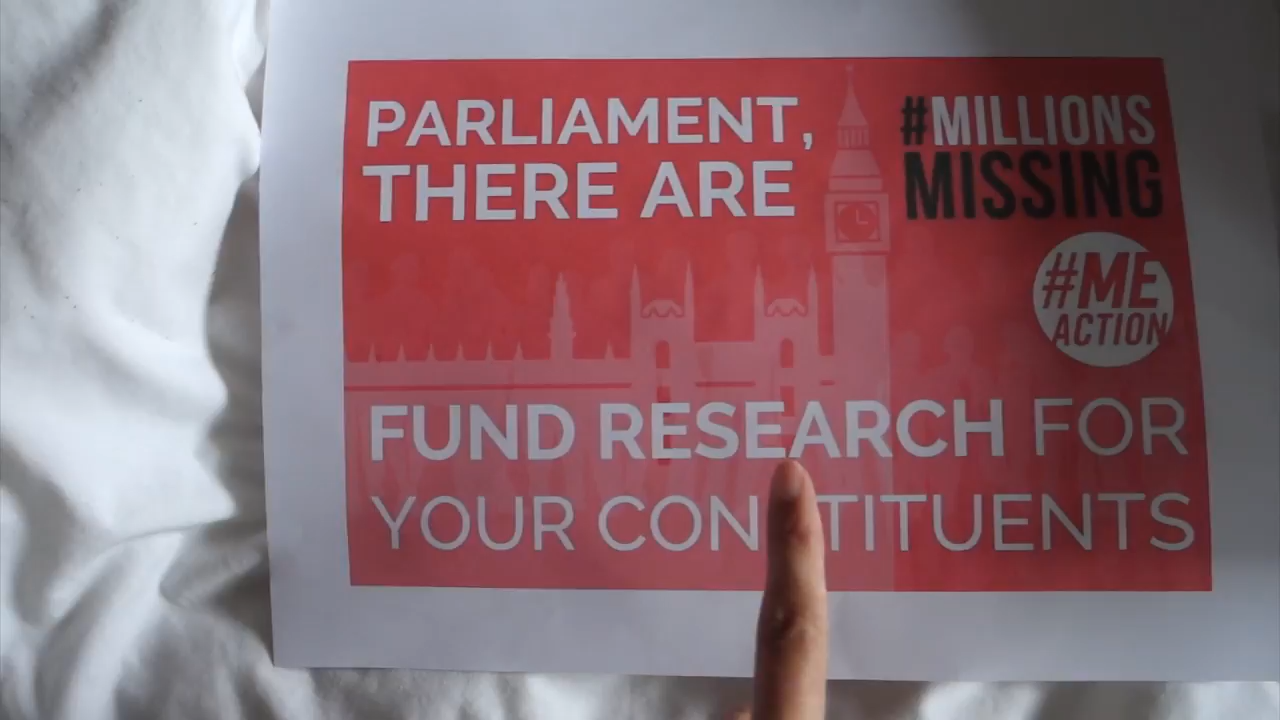 PARLIAMENT,
THERE ARE
#MILLIONS
MISSING
#ME
ACTION
FUND RESEARCH FOR
YOUR